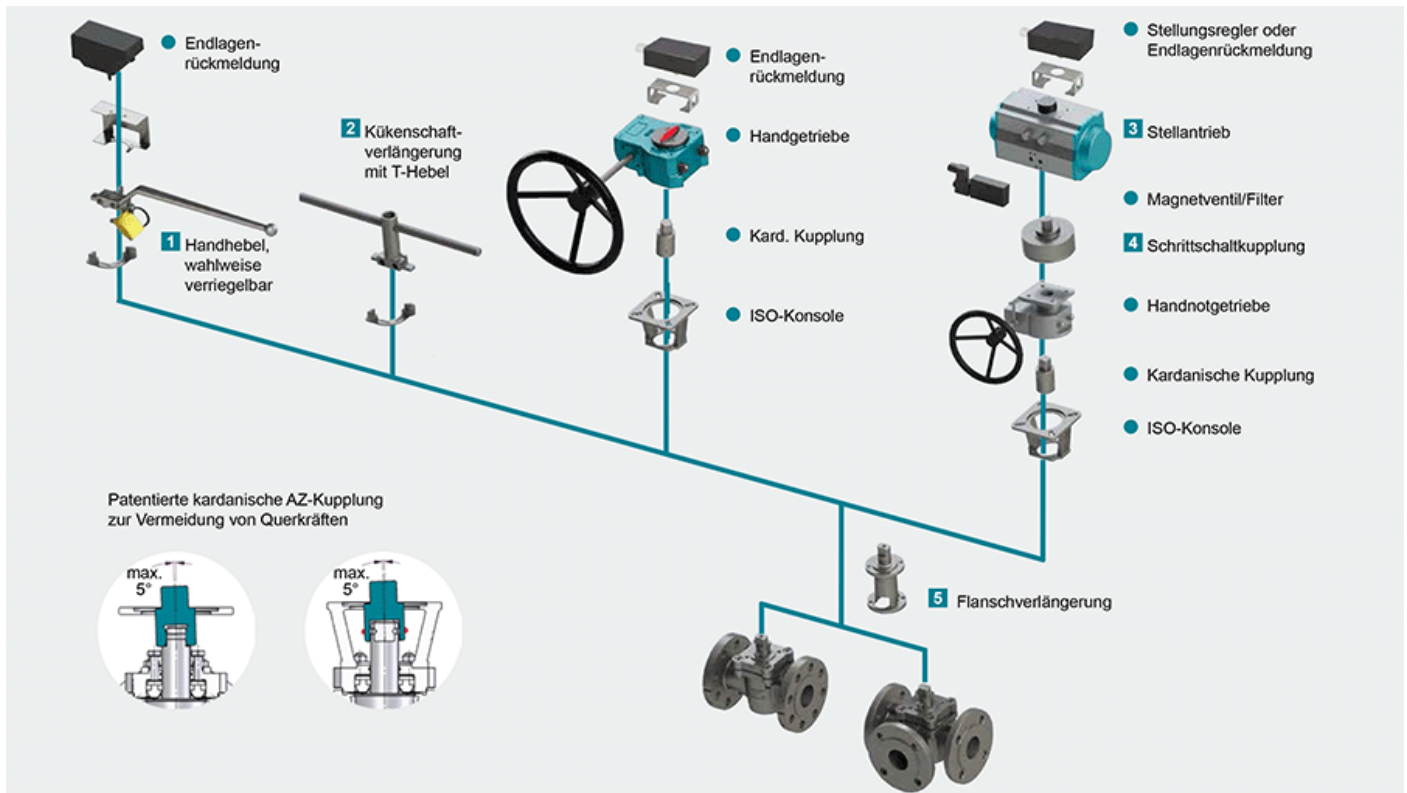 Endlagen-
rückmeldung
1 Handhebel,
wahlweise
verriegelbar
2 Kükenschaft-
verlängerung
mit T-Hebel
Endlagen-
rückmeldung
Handgetriebe
Kard. Kupplung
ISO-Konsole
Stellungsregler oder
Endlagenrückmeldung
3 Stellantrieb
Magnetventil/Filter
4 Schrittschaltkupplung
Handnotgetriebe
Kardanische Kupplung
ISO-Konsole
5 Flanschverlängerung
Patentierte kardanische AZ-Kupplung
zur Vermeidung von Querkräften
max.
5°
max.
5°